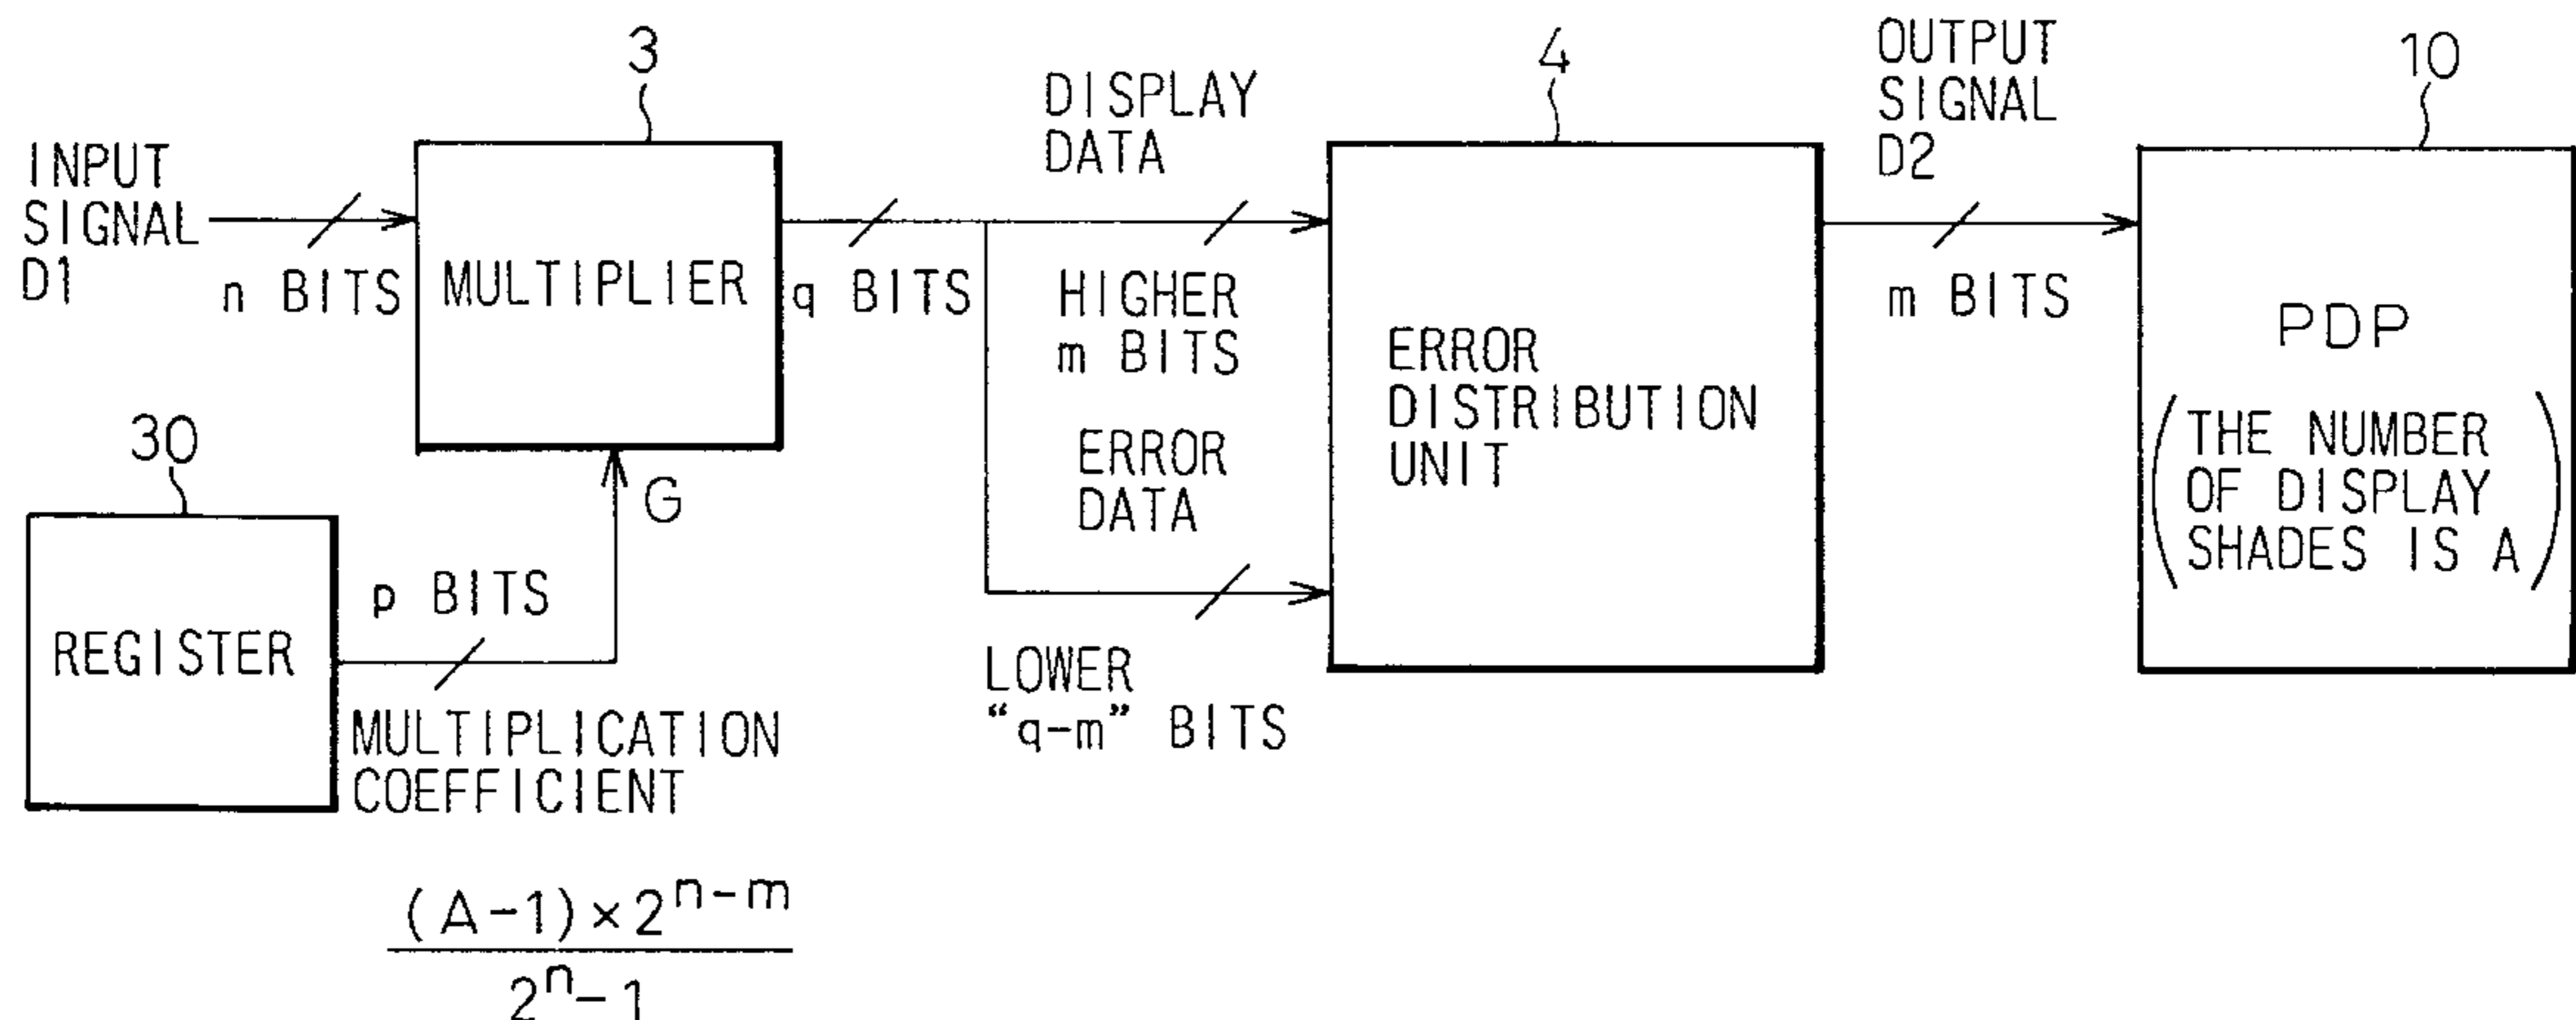 INPUT
SIGNAL
D1
n BITS
3
MULTIPLIER
q BITS
DISPLAY
DATA
HIGHER
m BITS
ERROR
DATA
LOWER
“q-m” BITS
4
ERROR
DISTRIBUTION
UNIT
OUTPUT
SIGNAL
D2
m BITS
10
PDP
(THE NUMBER
OF DISPLAY
SHADES IS A)
30
REGISTER
p BITS
G
MULTIPLICATION
COEFFICIENT
(A-1)×2^{n-m}
2^{n}-1